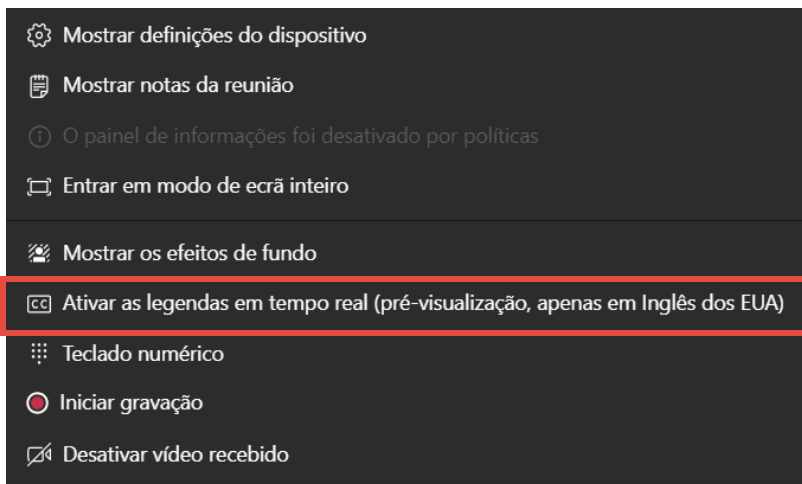 Mostrar definições do dispositivo
Mostrar notas da reunião
O painel de informações foi desativado por políticas
Entrar em modo de ecrã inteiro
Mostrar os efeitos de fundo
CC Ativar as legendas em tempo real (pré-visualização, apenas em Inglês dos EUA)
Teclado numérico
Iniciar gravação
Desativar vídeo recebido